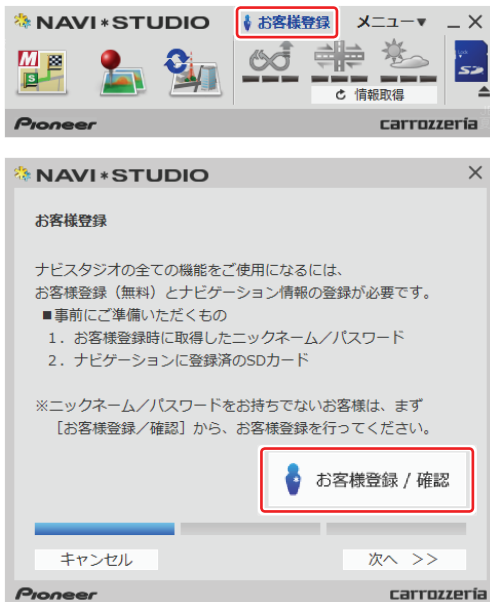 NAVI*STUDIO お客様登録 メニュー▼ _ ×
M
S
SD
情報取得
Pioneer carrozzeria
NAVI*STUDIO ×
お客様登録
ナビスタジオの全ての機能をご使用になるには、
お客様登録（無料）とナビゲーション情報の登録が必要です。
■事前にご準備いただくもの
１．お客様登録時に取得したニックネーム／パスワード
２．ナビゲーションに登録済のSDカード
※ニックネーム／パスワードをお持ちでないお客様は、まず
［お客様登録／確認］から、お客様登録を行ってください。
お客様登録 / 確認
キャンセル 次へ >>
Pioneer carrozzeria